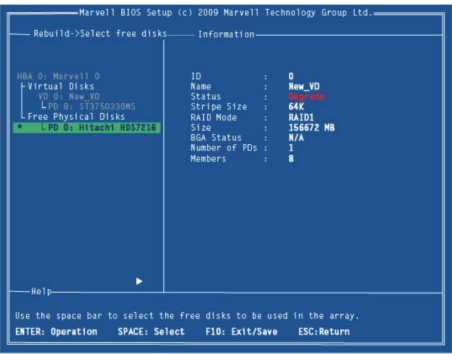 Marvell BIOS Setup (c) 2009 Marvell Technology Group Ltd.
Rebuild->Select free disks
Information
HBA 0: Marvell 0
Virtual Disks
VD 0: New_VD
PD 8: ST3750330NS
Free Physical Disks
* PD 0: Hitachi HDS7216
ID : 0
Name : New_VD
Status : Degrade
Stripe Size : 64K
RAID Mode : RAID1
Size : 156672 MB
BGA Status : N/A
Number of PDs : 1
Members : 8
Help
Use the space bar to select the free disks to be used in the array.
ENTER: Operation SPACE: Select F10: Exit/Save ESC:Return